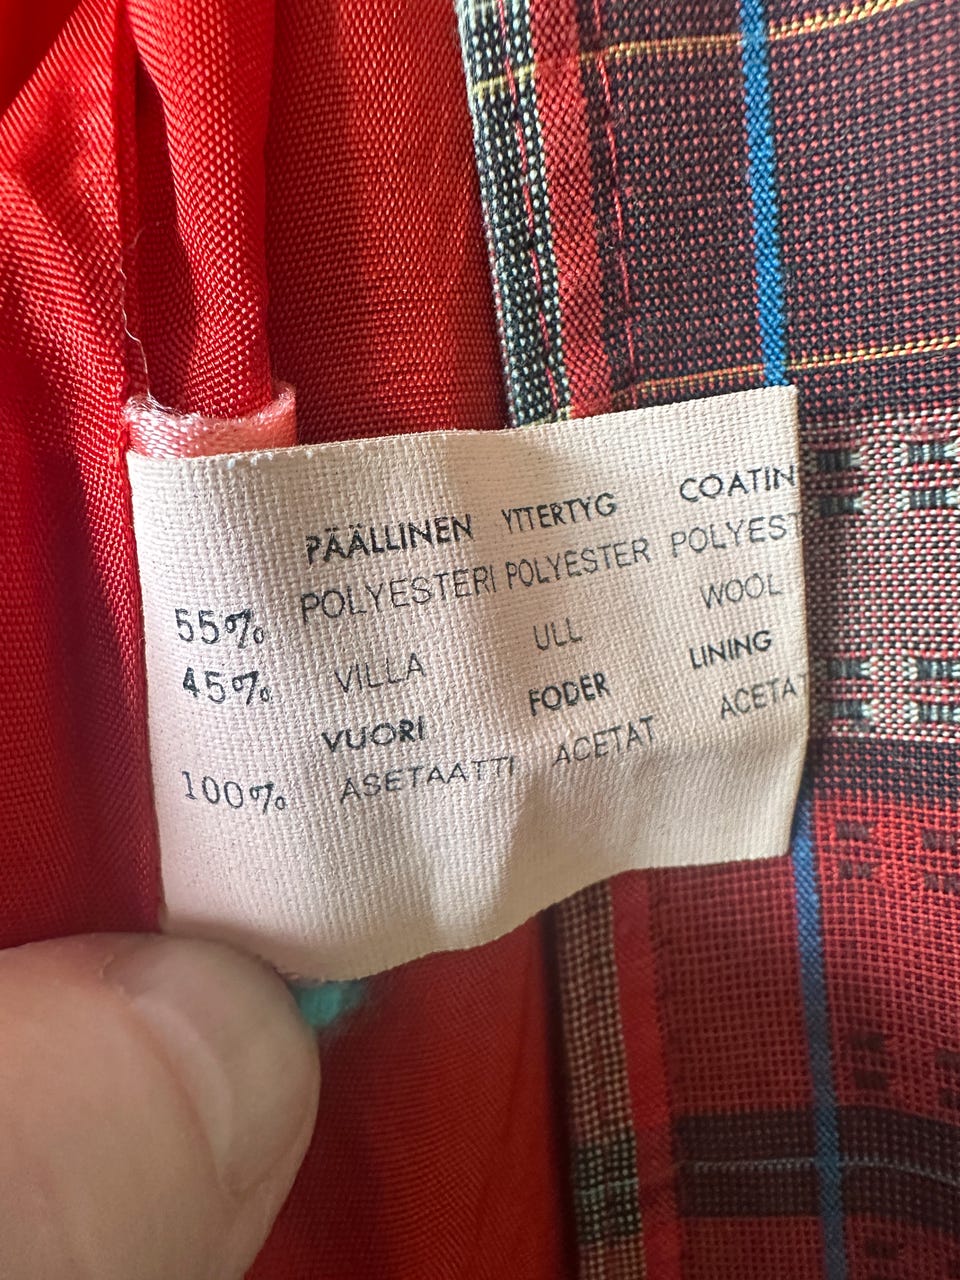 PÄÄLLINEN YTTERTYG COATIN
55% POLYESTERI POLYESTER POLYEST
45% VILLA ULL WOOL
VUORI FODER LINING
100% ASETAATTI ACETAT ACETAT